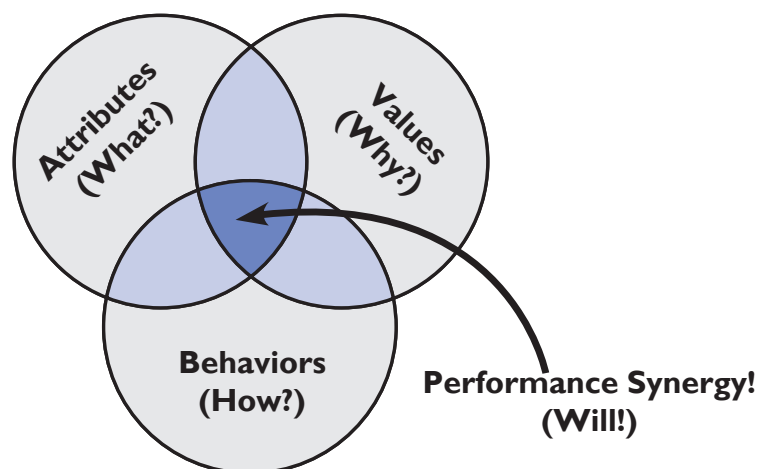 Attributes
(What?)
Values
(Why?)
Behaviors
(How?)
Performance Synergy!
(Will!)